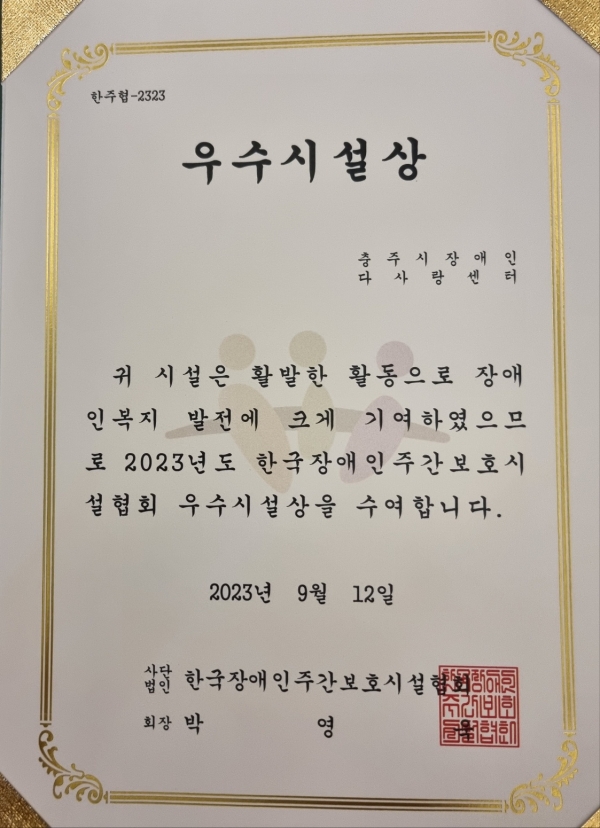 한주협-2323
우수시설상
충주시장애인
다사랑센터
귀 시설은 활발한 활동으로 장애
인복지 발전에 크게 기여하였으므
로 2023년도 한국장애인주간보호시
설협회 우수시설상을 수여합니다.
2023년 9월 12일
사단
법인 한국장애인주간보호시설협회
회장 박 영